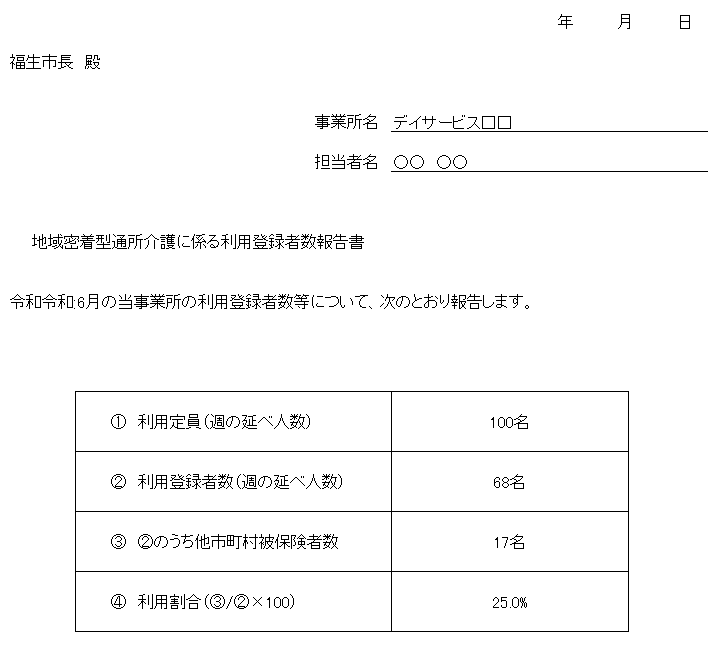 年　月　日
福生市長　殿
事業所名　デイサービス□□
担当者名　○○　○○
地域密着型通所介護に係る利用登録者数報告書
令和令和6月の当事業所の利用登録者数等について、次のとおり報告します。
①　利用定員（週の延べ人数）　100名
②　利用登録者数（週の延べ人数）　68名
③　②のうち他市町村被保険者数　17名
④　利用割合（③/②×100）　25.0%